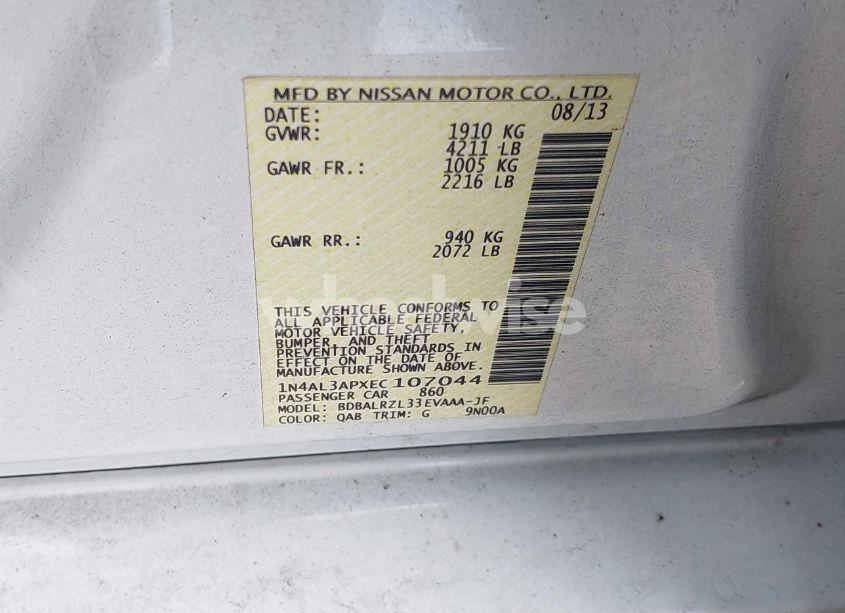 MFD BY NISSAN MOTOR CO., LTD.
DATE: 08/13
GVWR: 1910 KG
4211 LB
GAWR FR.: 1005 KG
2216 LB
GAWR RR.: 940 KG
2072 LB
THIS VEHICLE CONFORMS TO
ALL APPLICABLE FEDERAL
MOTOR VEHICLE SAFETY,
BUMPER, AND THEFT
PREVENTION STANDARDS IN
EFFECT ON THE DATE OF
MANUFACTURE SHOWN ABOVE.
1N4AL3APXEC107044
PASSENGER CAR 860
MODEL: BDBALRZL33EVAAA-JF
COLOR: QAB TRIM: G 9N00A